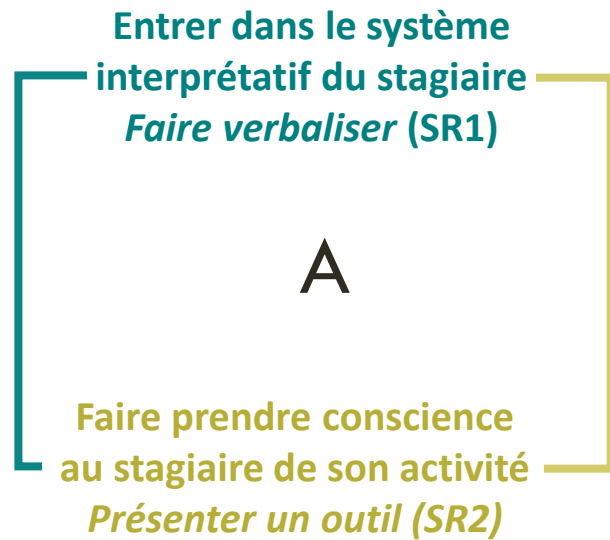 Entrer dans le système
interprétatif du stagiaire
Faire verbaliser (SR1)
A
Faire prendre conscience
au stagiaire de son activité
Présenter un outil (SR2)